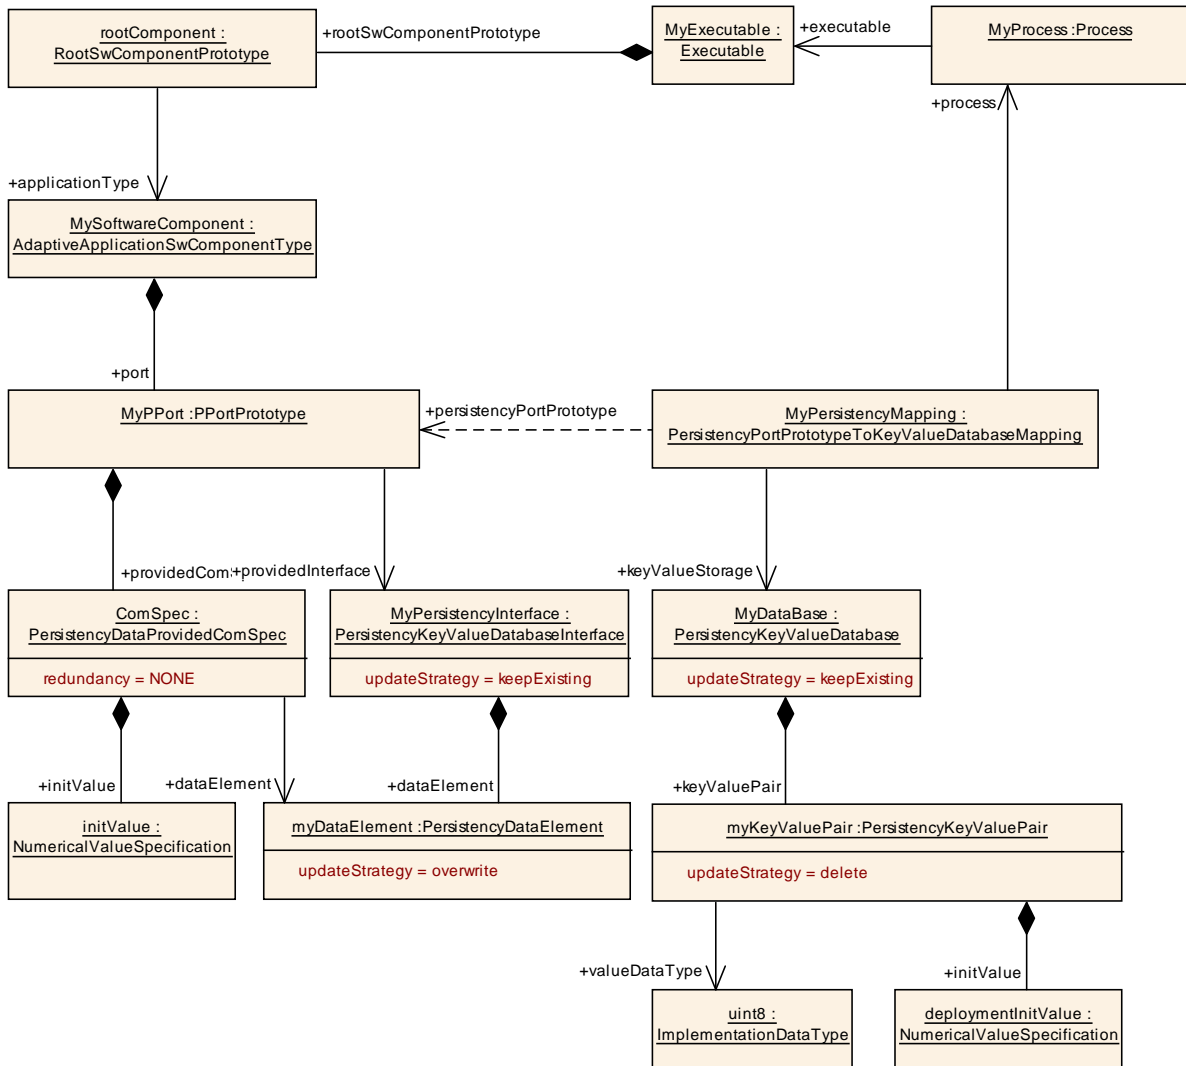 rootComponent :
RootSwComponentPrototype
+rootSwComponentPrototype
MyExecutable :
Executable
+executable
MyProcess :Process
+process
+applicationType
MySoftwareComponent :
AdaptiveApplicationSwComponentType
+port
MyPPort :PPortPrototype
+persistencyPortPrototype
MyPersistencyMapping :
PersistencyPortPrototypeToKeyValueDatabaseMapping
+providedCom
+providedInterface
+keyValueStorage
ComSpec :
PersistencyDataProvidedComSpec
redundancy = NONE
MyPersistencyInterface :
PersistencyKeyValueDatabaseInterface
updateStrategy = keepExisting
MyDataBase :
PersistencyKeyValueDatabase
updateStrategy = keepExisting
+initValue
+dataElement
+dataElement
+keyValuePair
initValue :
NumericalValueSpecification
myDataElement :PersistencyDataElement
updateStrategy = overwrite
myKeyValuePair :PersistencyKeyValuePair
updateStrategy = delete
+valueDataType
+initValue
uint8 :
ImplementationDataType
deploymentInitValue :
NumericalValueSpecification